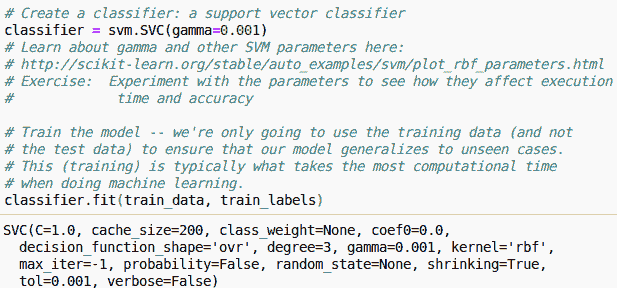 # Create a classifier: a support vector classifier
classifier = svm.SVC(gamma=0.001)
# Learn about gamma and other SVM parameters here:
# http://scikit-learn.org/stable/auto_examples/svm/plot_rbf_parameters.html
# Exercise:  Experiment with the parameters to see how they affect execution
#            time and accuracy

# Train the model -- we're only going to use the training data (and not
# the test data) to ensure that our model generalizes to unseen cases.
# This (training) is typically what takes the most computational time
# when doing machine learning.
classifier.fit(train_data, train_labels)
SVC(C=1.0, cache_size=200, class_weight=None, coef0=0.0,
  decision_function_shape='ovr', degree=3, gamma=0.001, kernel='rbf',
  max_iter=-1, probability=False, random_state=None, shrinking=True,
  tol=0.001, verbose=False)